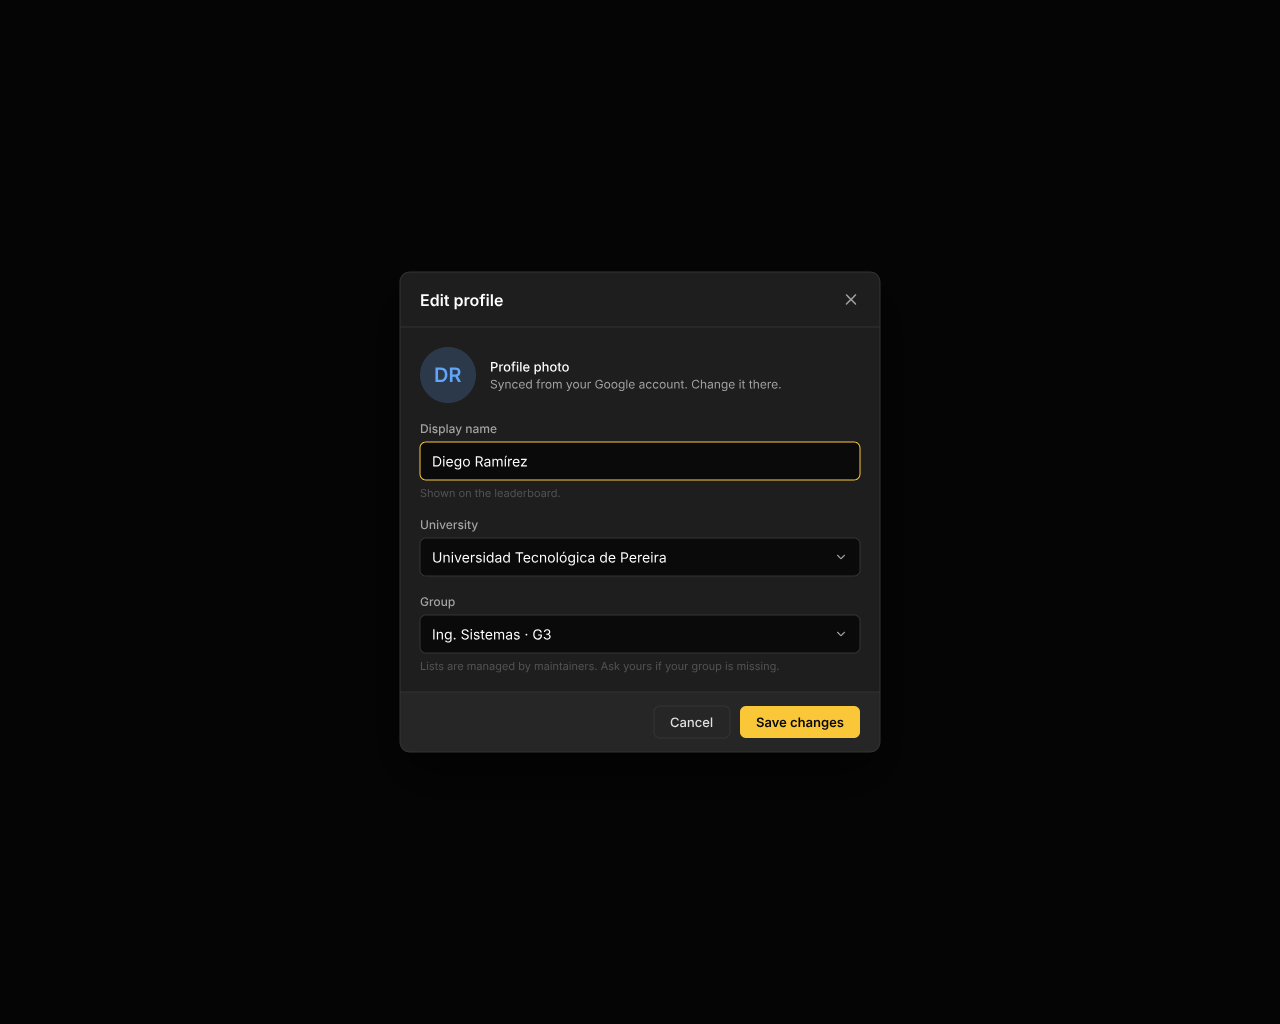 Edit profile
DR
Profile photo
Synced from your Google account. Change it there.
Display name
Diego Ramírez
Shown on the leaderboard.
University
Universidad Tecnológica de Pereira
Group
Ing. Sistemas · G3
Lists are managed by maintainers. Ask yours if your group is missing.
Cancel
Save changes